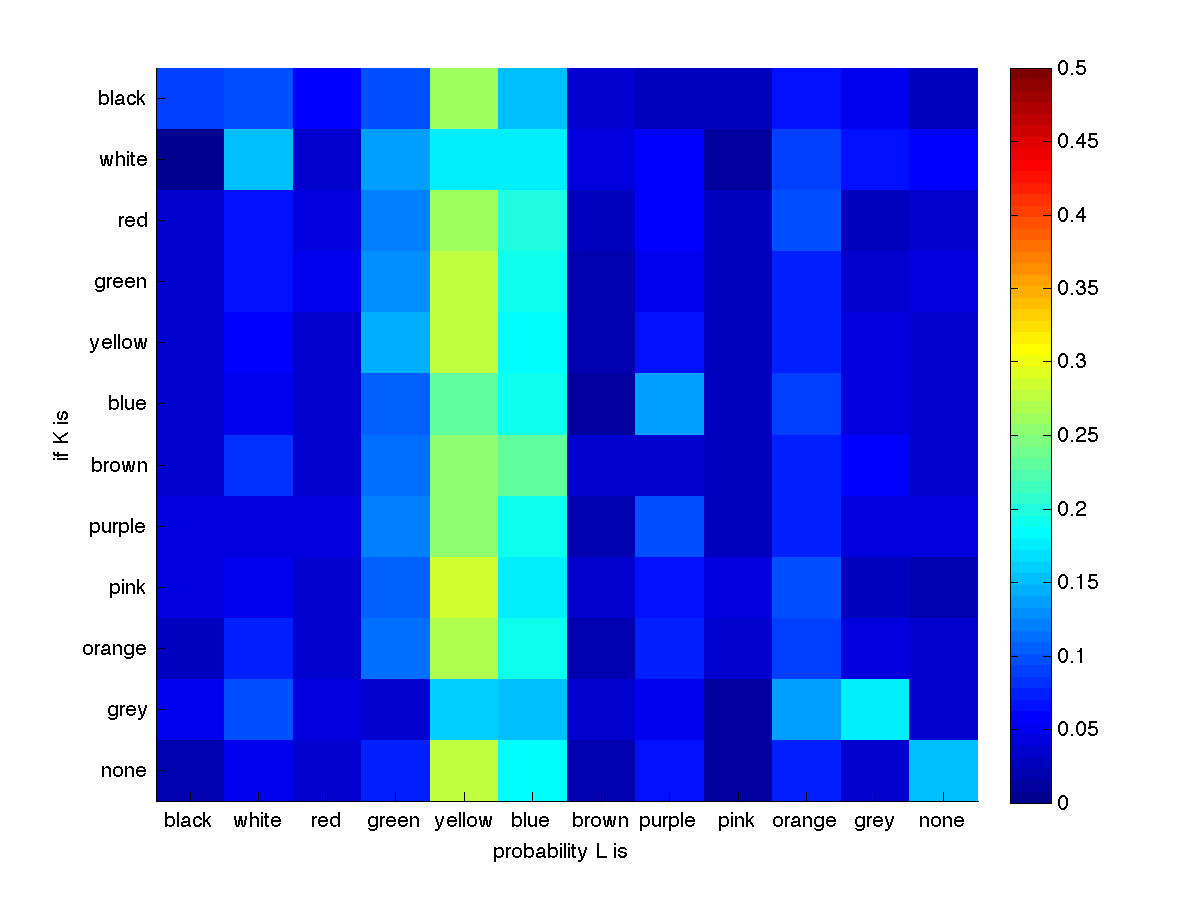 black
white
red
green
yellow
blue
brown
purple
pink
orange
grey
none
if K is
black white red green yellow blue brown purple pink orange grey none
probability L is
0.5
0.45
0.4
0.35
0.3
0.25
0.2
0.15
0.1
0.05
0